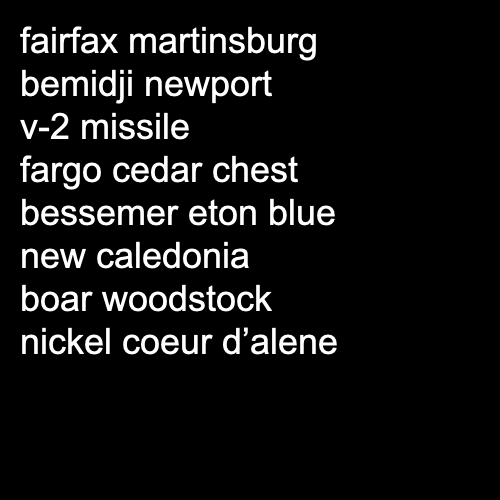 fairfax martinsburg
bemidji newport
v-2 missile
fargo cedar chest
bessemer eton blue
new caledonia
boar woodstock
nickel coeur d’alene